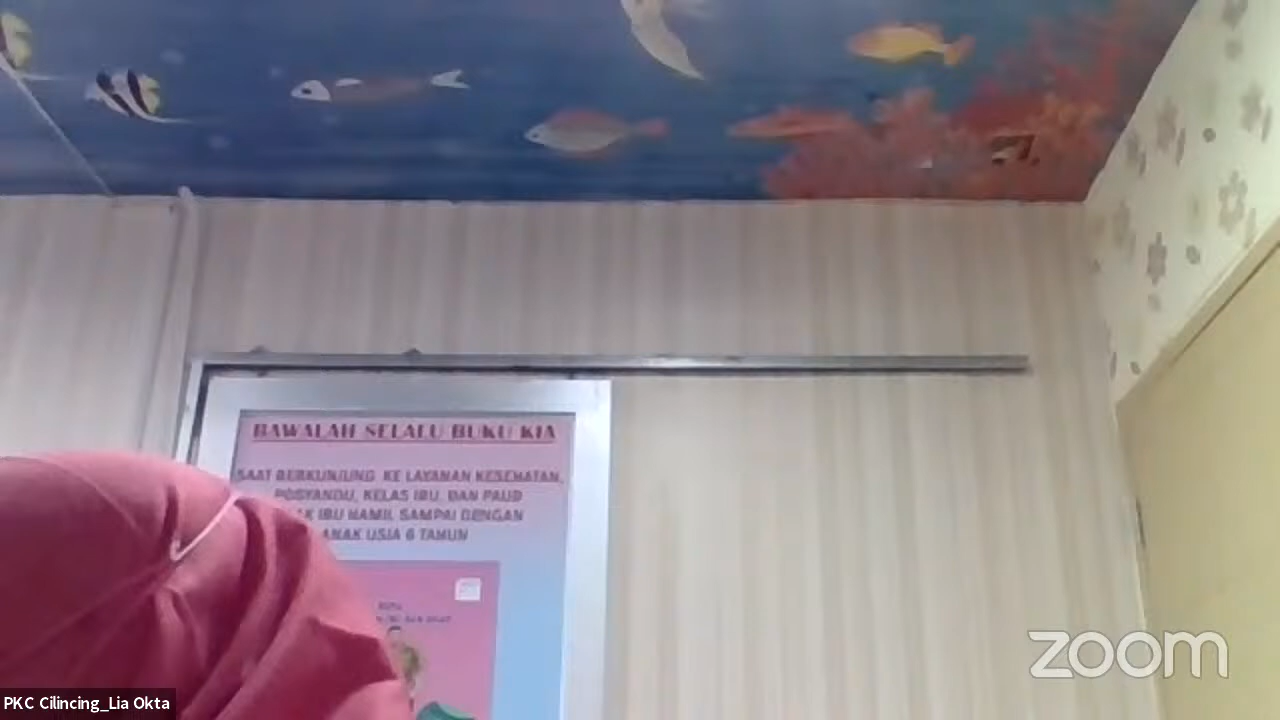 BAWALAH SELALU BUKU KIA
SAAT BERKUNJUNG KE LAYANAN KESEHATAN,
POSYANDU, KELAS IBU, DAN PAUD
IBU HAMIL SAMPAI DENGAN
ANAK USIA 6 TAHUN
zoom
PKC Cilincing_Lia Okta